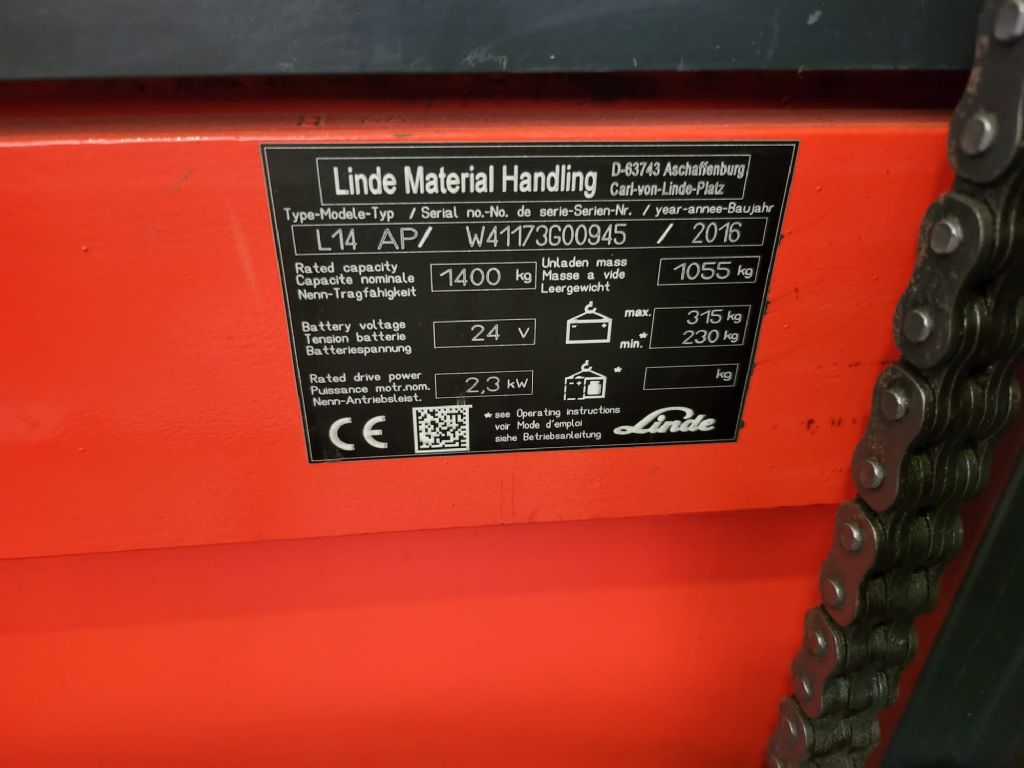 Linde Material Handling
D-63743 Aschaffenburg
Carl-von-Linde-Platz
Type-Modele-Typ / Serial no.-No. de serie-Serien-Nr. / year-annee-Baujahr
L14 AP/ W41173G00945 / 2016
Rated capacity
Capacite nominale
Nenn-Tragfähigkeit
1400 kg
Unladen mass
Masse a vide
Leergewicht
1055 kg
Battery voltage
Tension batterie
Batteriespannung
24 V
max. 315 kg
min.* 230 kg
Rated drive power
Puissance motr.nom.
Nenn-Antriebsleist.
2,3 kW
* kg
CE
*see Operating instructions
voir Mode d'emploi
siehe Betriebsanleitung
Linde